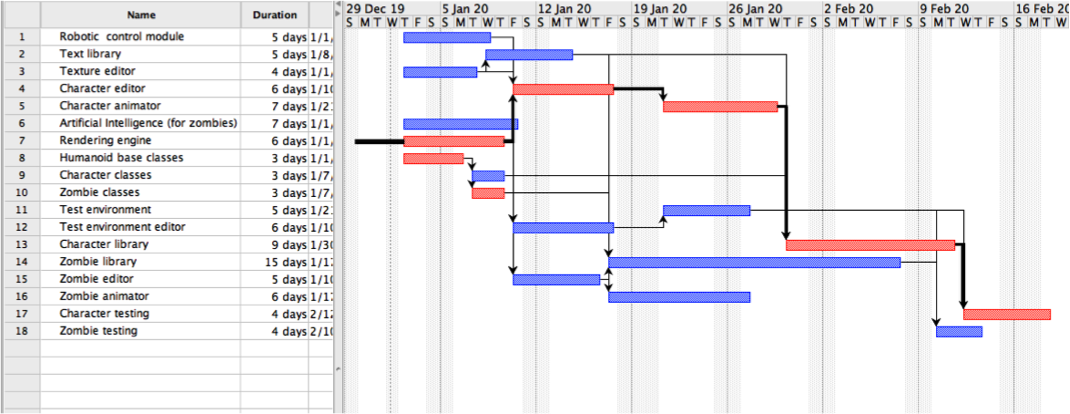 Name Duration
29 Dec 19 5 Jan 20 12 Jan 20 19 Jan 20 26 Jan 20 2 Feb 20 9 Feb 20 16 Feb 20
S M T W T F S S M T W T F S S M T W T F S S M T W T F S S M T W T F S S M T W T F S S M T W T F S S M T W
1 Robotic control module 5 days 1/1/
2 Text library 5 days 1/8/
3 Texture editor 4 days 1/1/
4 Character editor 6 days 1/10
5 Character animator 7 days 1/21
6 Artificial Intelligence (for zombies) 7 days 1/1/
7 Rendering engine 6 days 1/1/
8 Humanoid base classes 3 days 1/1/
9 Character classes 3 days 1/7/
10 Zombie classes 3 days 1/7/
11 Test environment 5 days 1/21
12 Test environment editor 6 days 1/10
13 Character library 9 days 1/30
14 Zombie library 15 days 1/17
15 Zombie editor 5 days 1/10
16 Zombie animator 6 days 1/17
17 Character testing 4 days 2/12
18 Zombie testing 4 days 2/10